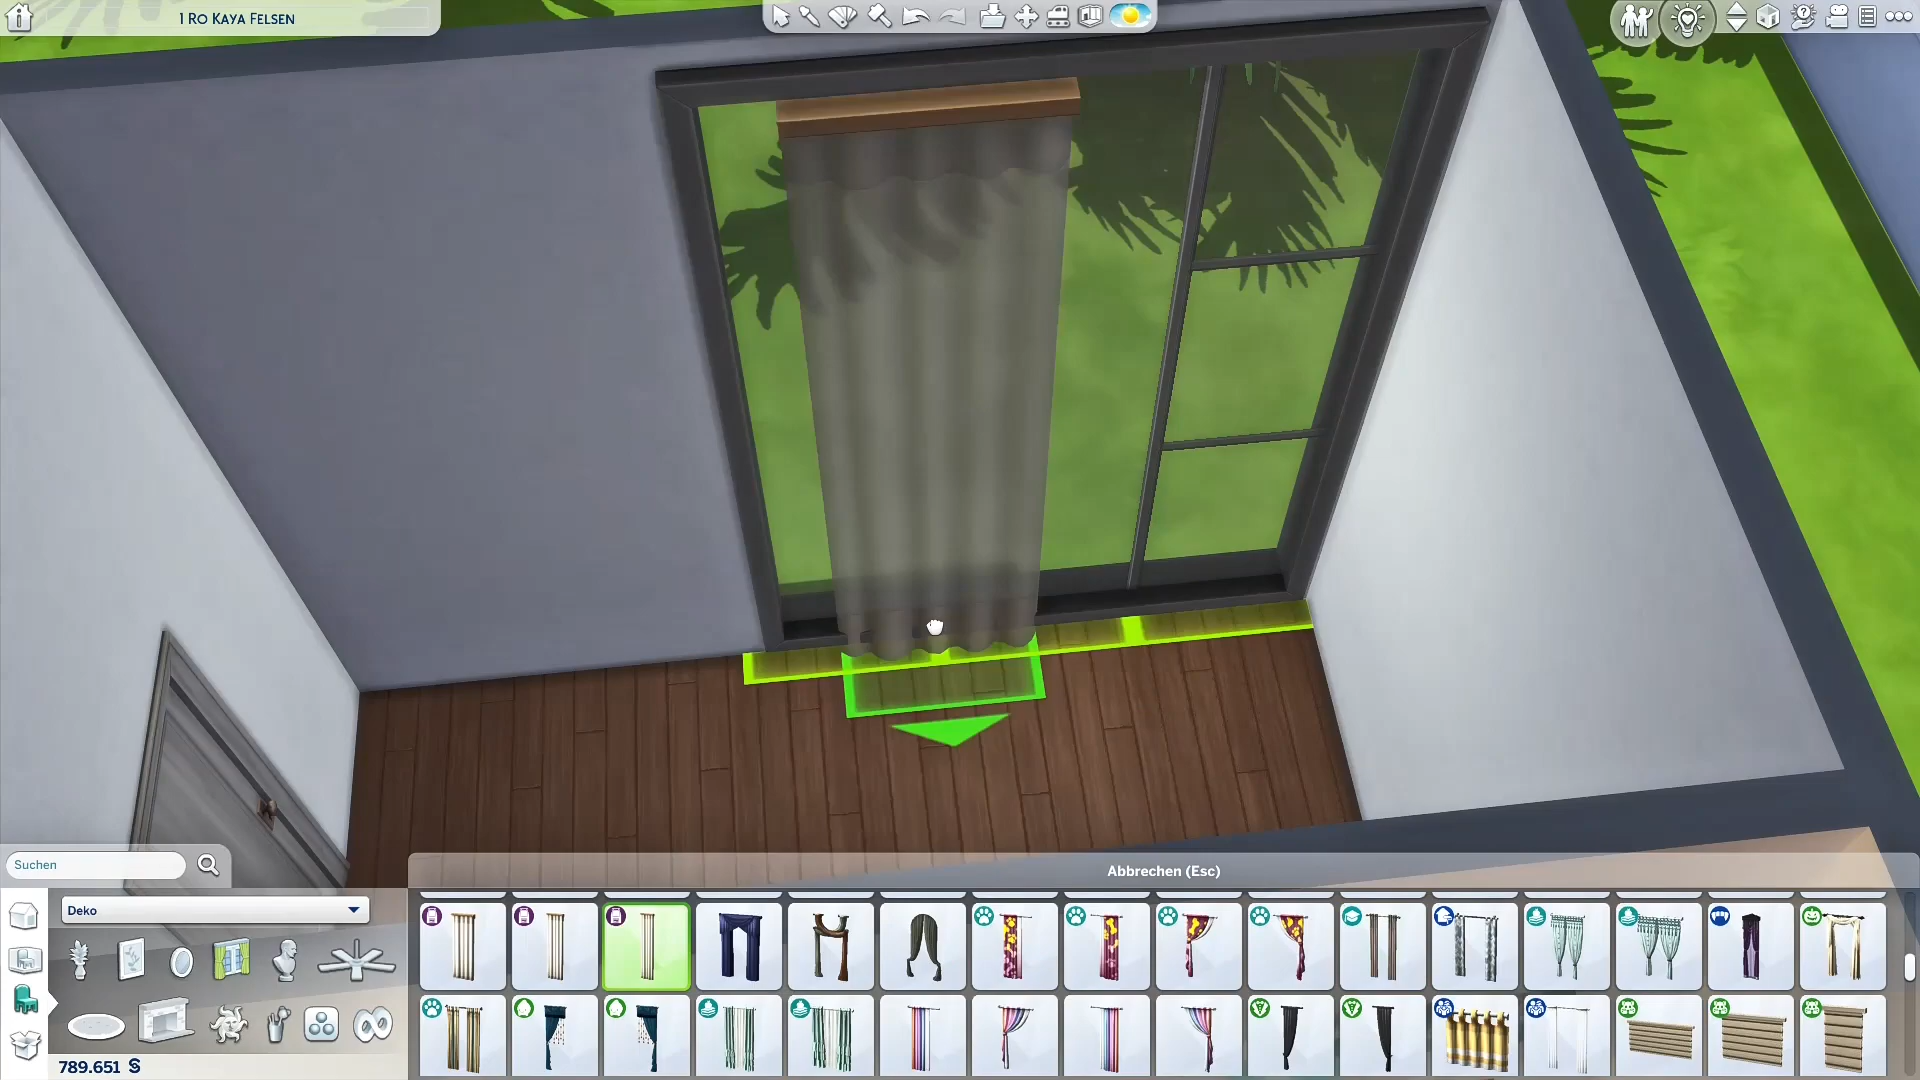 1 Ro Kaya Felsen
Abbrechen (Esc)
Suchen
Deko
789.651 S